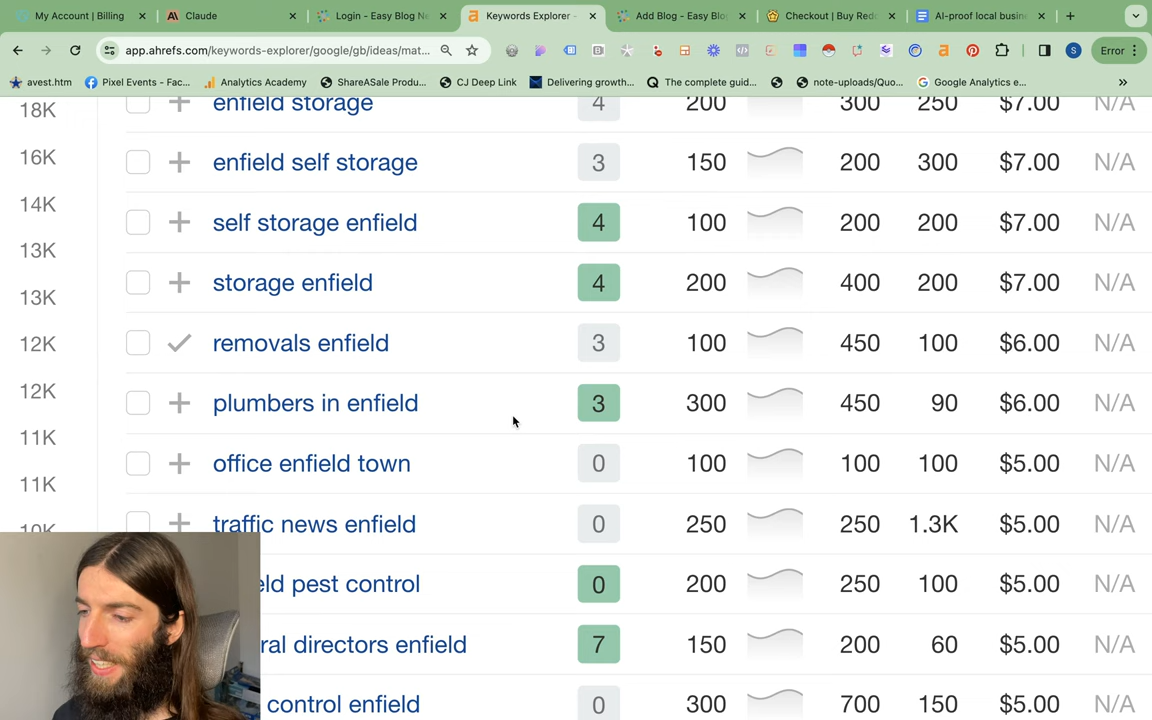 My Account | Billing
Claude
Login - Easy Blog Ne
Keywords Explorer -
Add Blog - Easy Blo
Checkout | Buy Red
AI-proof local busin
app.ahrefs.com/keywords-explorer/google/gb/ideas/mat...
Error
avest.htm
Pixel Events - Fac...
Analytics Academy
ShareASale Produ...
CJ Deep Link
Delivering growth...
The complete guid...
note-uploads/Quo...
Google Analytics e...
18K
16K
14K
13K
13K
12K
12K
11K
11K
10K
enfield storage 4 200 300 250 $7.00 N/A
enfield self storage 3 150 200 300 $7.00 N/A
self storage enfield 4 100 200 200 $7.00 N/A
storage enfield 4 200 400 200 $7.00 N/A
removals enfield 3 100 450 100 $6.00 N/A
plumbers in enfield 3 300 450 90 $6.00 N/A
office enfield town 0 100 100 100 $5.00 N/A
traffic news enfield 0 250 250 1.3K $5.00 N/A
eld pest control 0 200 250 100 $5.00 N/A
ral directors enfield 7 150 200 60 $5.00 N/A
control enfield 0 300 700 150 $5.00 N/A